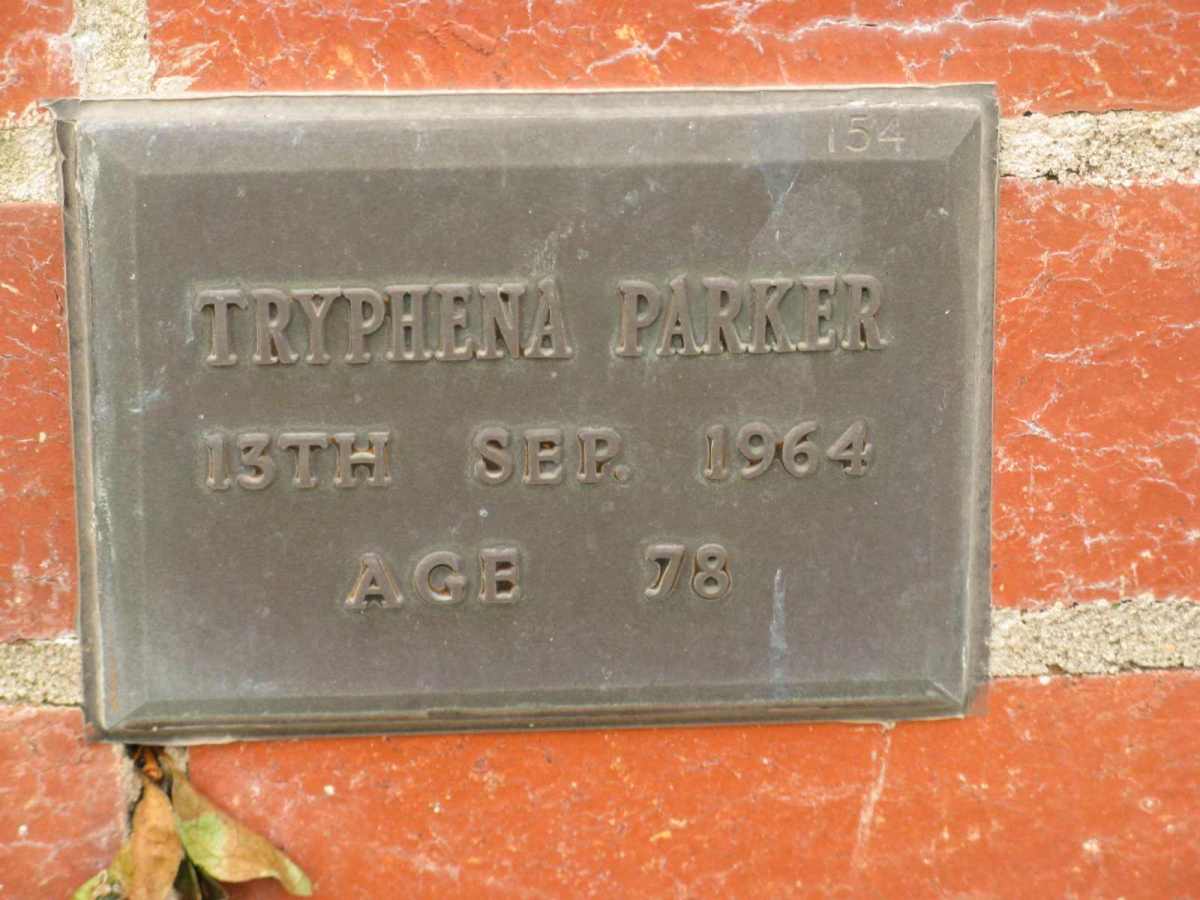 154
TRYPHENA PARKER
13TH SEP. 1964
AGE 78